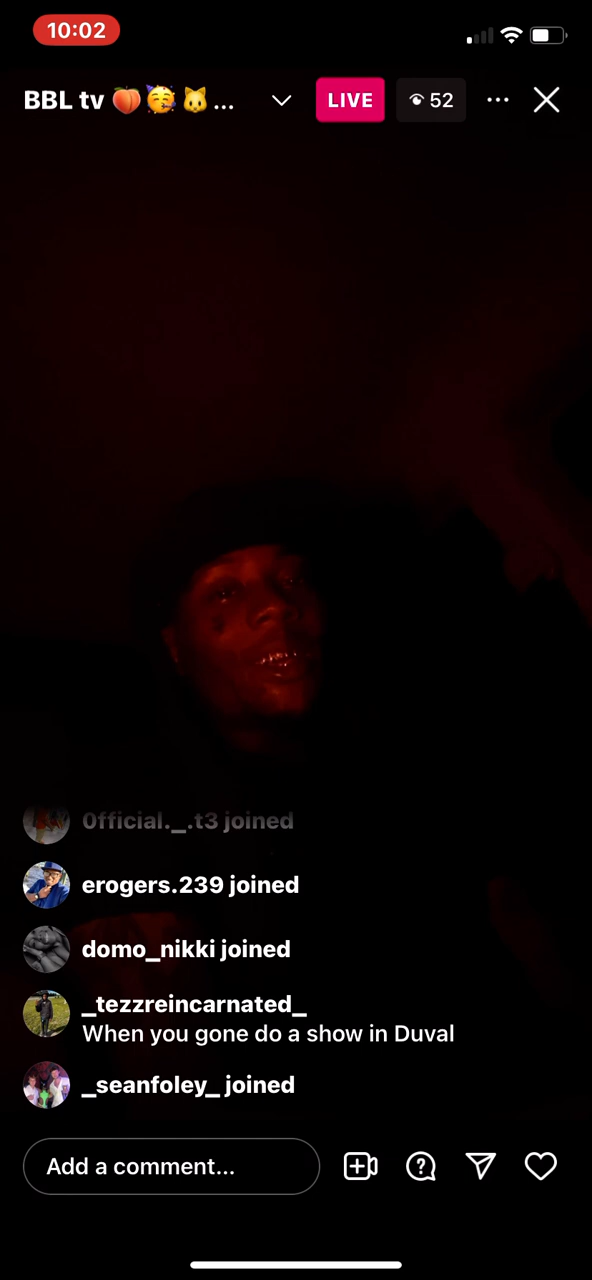 10:02
BBL tv 🍑🥳🐱...
LIVE
52
0fficial._.t3 joined
erogers.239 joined
domo_nikki joined
_tezzreincarnated_
When you gone do a show in Duval
_seanfoley_ joined
Add a comment...